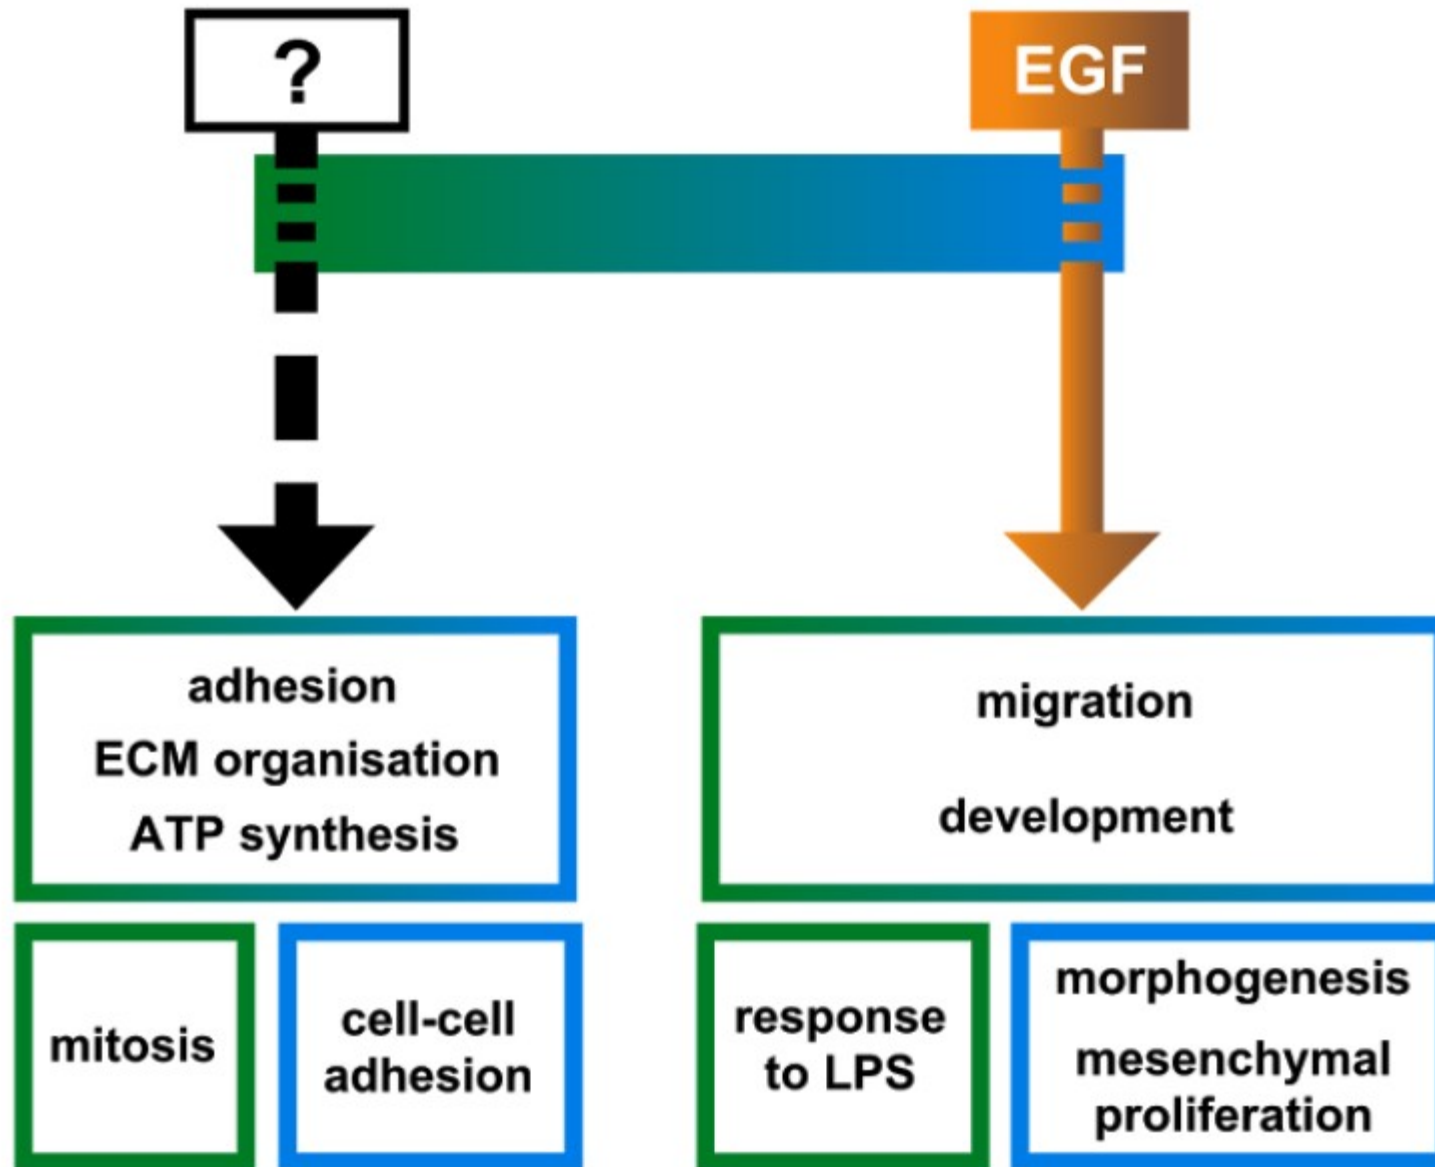 ?
EGF
adhesion
ECM organisation
ATP synthesis
migration
development
mitosis
cell-cell
adhesion
response
to LPS
morphogenesis
mesenchymal
proliferation